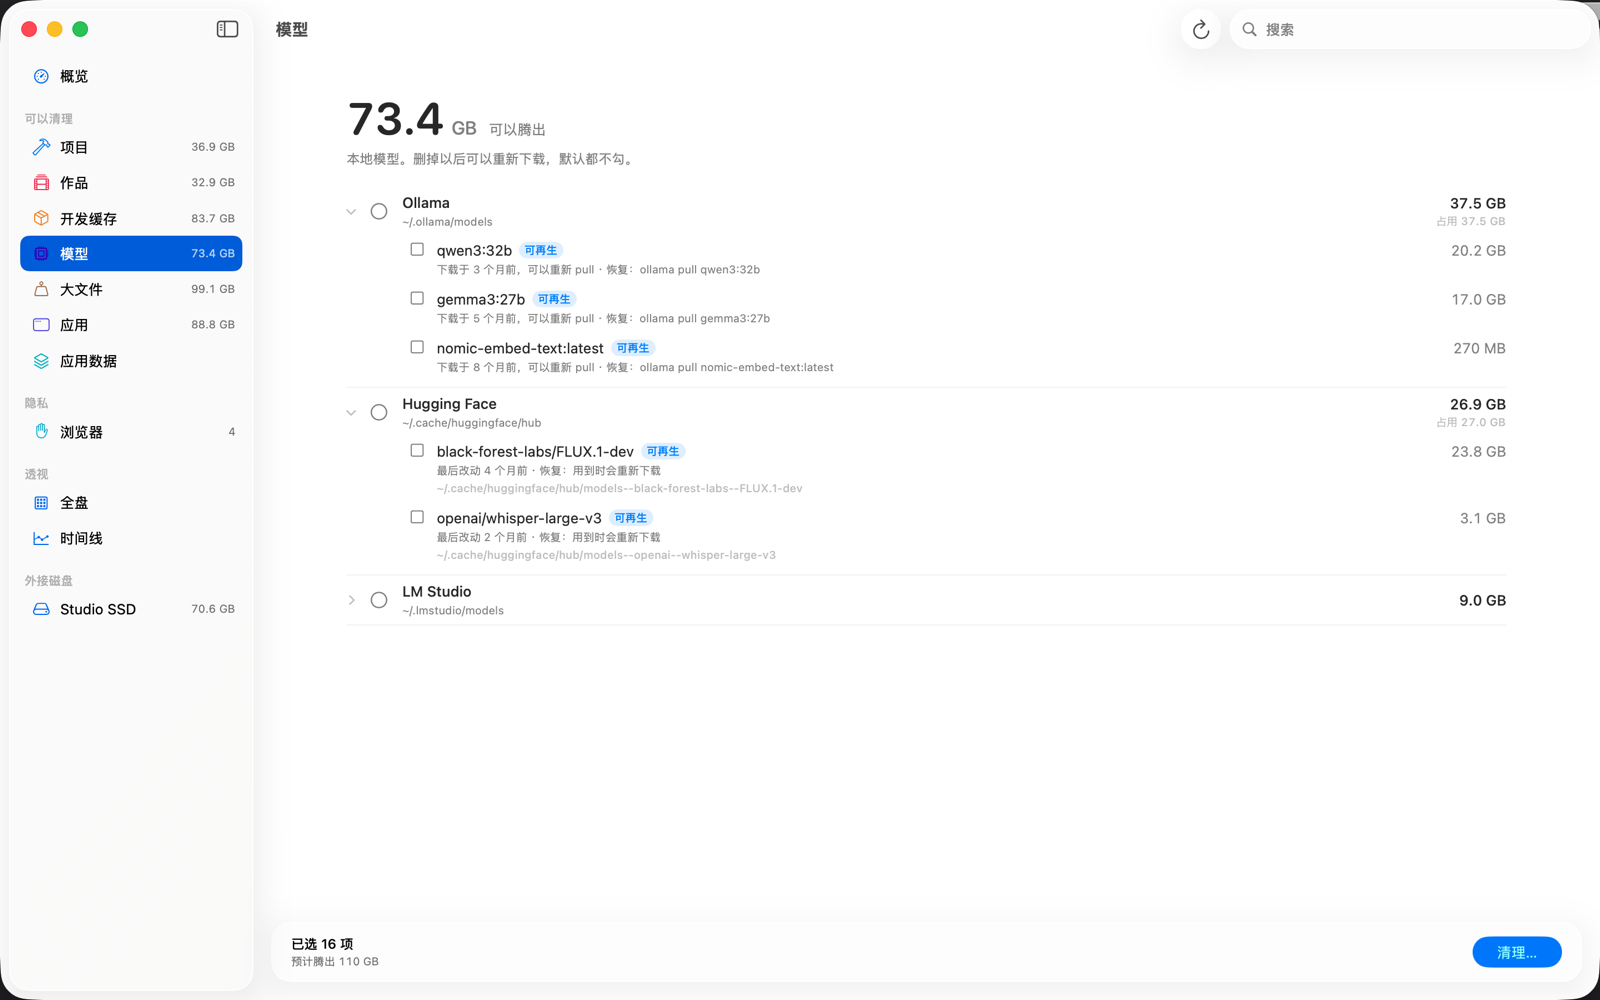 模型
搜索
概览
可以清理
项目 36.9 GB
作品 32.9 GB
开发缓存 83.7 GB
模型 73.4 GB
大文件 99.1 GB
应用 88.8 GB
应用数据
隐私
浏览器 4
透视
全盘
时间线
外接磁盘
Studio SSD 70.6 GB
73.4 GB 可以腾出
本地模型。删掉以后可以重新下载，默认都不勾。
Ollama 37.5 GB
~/.ollama/models 占用 37.5 GB
qwen3:32b 可再生 20.2 GB
下载于 3 个月前，可以重新 pull · 恢复：ollama pull qwen3:32b
gemma3:27b 可再生 17.0 GB
下载于 5 个月前，可以重新 pull · 恢复：ollama pull gemma3:27b
nomic-embed-text:latest 可再生 270 MB
下载于 8 个月前，可以重新 pull · 恢复：ollama pull nomic-embed-text:latest
Hugging Face 26.9 GB
~/.cache/huggingface/hub 占用 27.0 GB
black-forest-labs/FLUX.1-dev 可再生 23.8 GB
最后改动 4 个月前 · 恢复：用到时会重新下载
~/.cache/huggingface/hub/models--black-forest-labs--FLUX.1-dev
openai/whisper-large-v3 可再生 3.1 GB
最后改动 2 个月前 · 恢复：用到时会重新下载
~/.cache/huggingface/hub/models--openai--whisper-large-v3
LM Studio 9.0 GB
~/.lmstudio/models
已选 16 项
预计腾出 110 GB
清理...